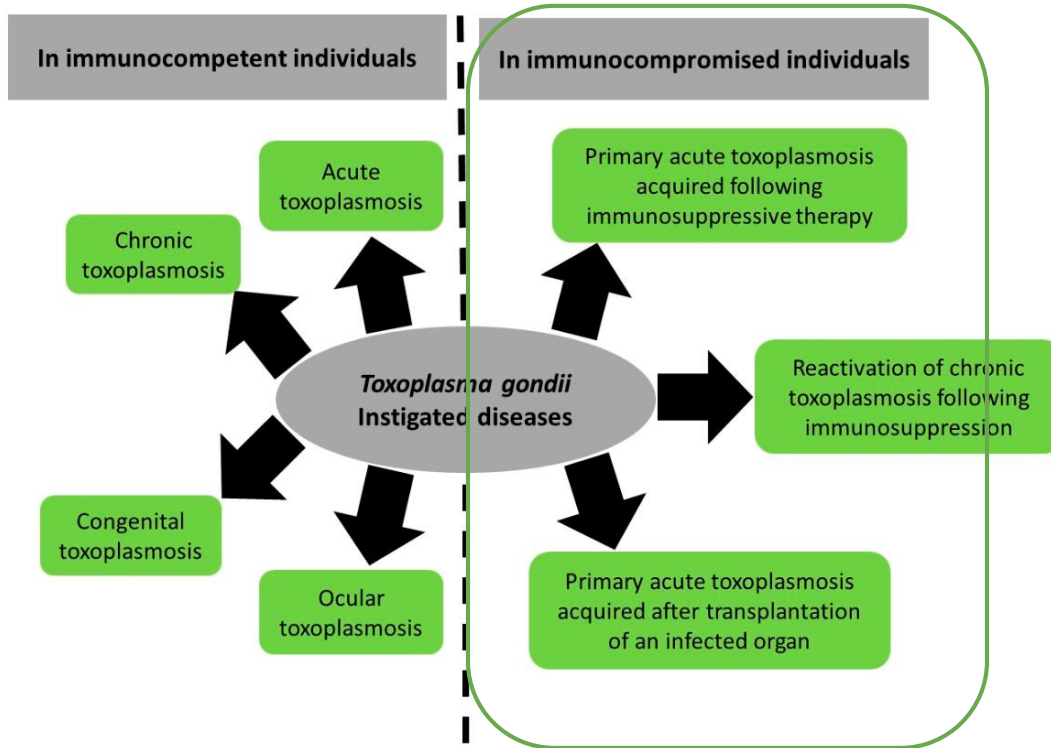 In immunocompetent individuals
In immunocompromised individuals
Acute
toxoplasmosis
Chronic
toxoplasmosis
Congenital
toxoplasmosis
Ocular
toxoplasmosis
Toxoplasma gondii
Instigated diseases
Primary acute toxoplasmosis
acquired following
immunosuppressive therapy
Reactivation of chronic
toxoplasmosis following
immunosuppression
Primary acute toxoplasmosis
acquired after transplantation
of an infected organ